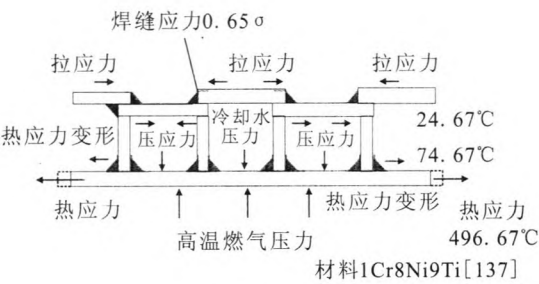 焊缝应力0.65σ
拉应力 拉应力 拉应力
冷却水
压力
24.67℃
热应力变形 压应力 压应力
74.67℃
热应力 热应力变形 热应力
高温燃气压力 496.67℃
材料1Cr8Ni9Ti[137]